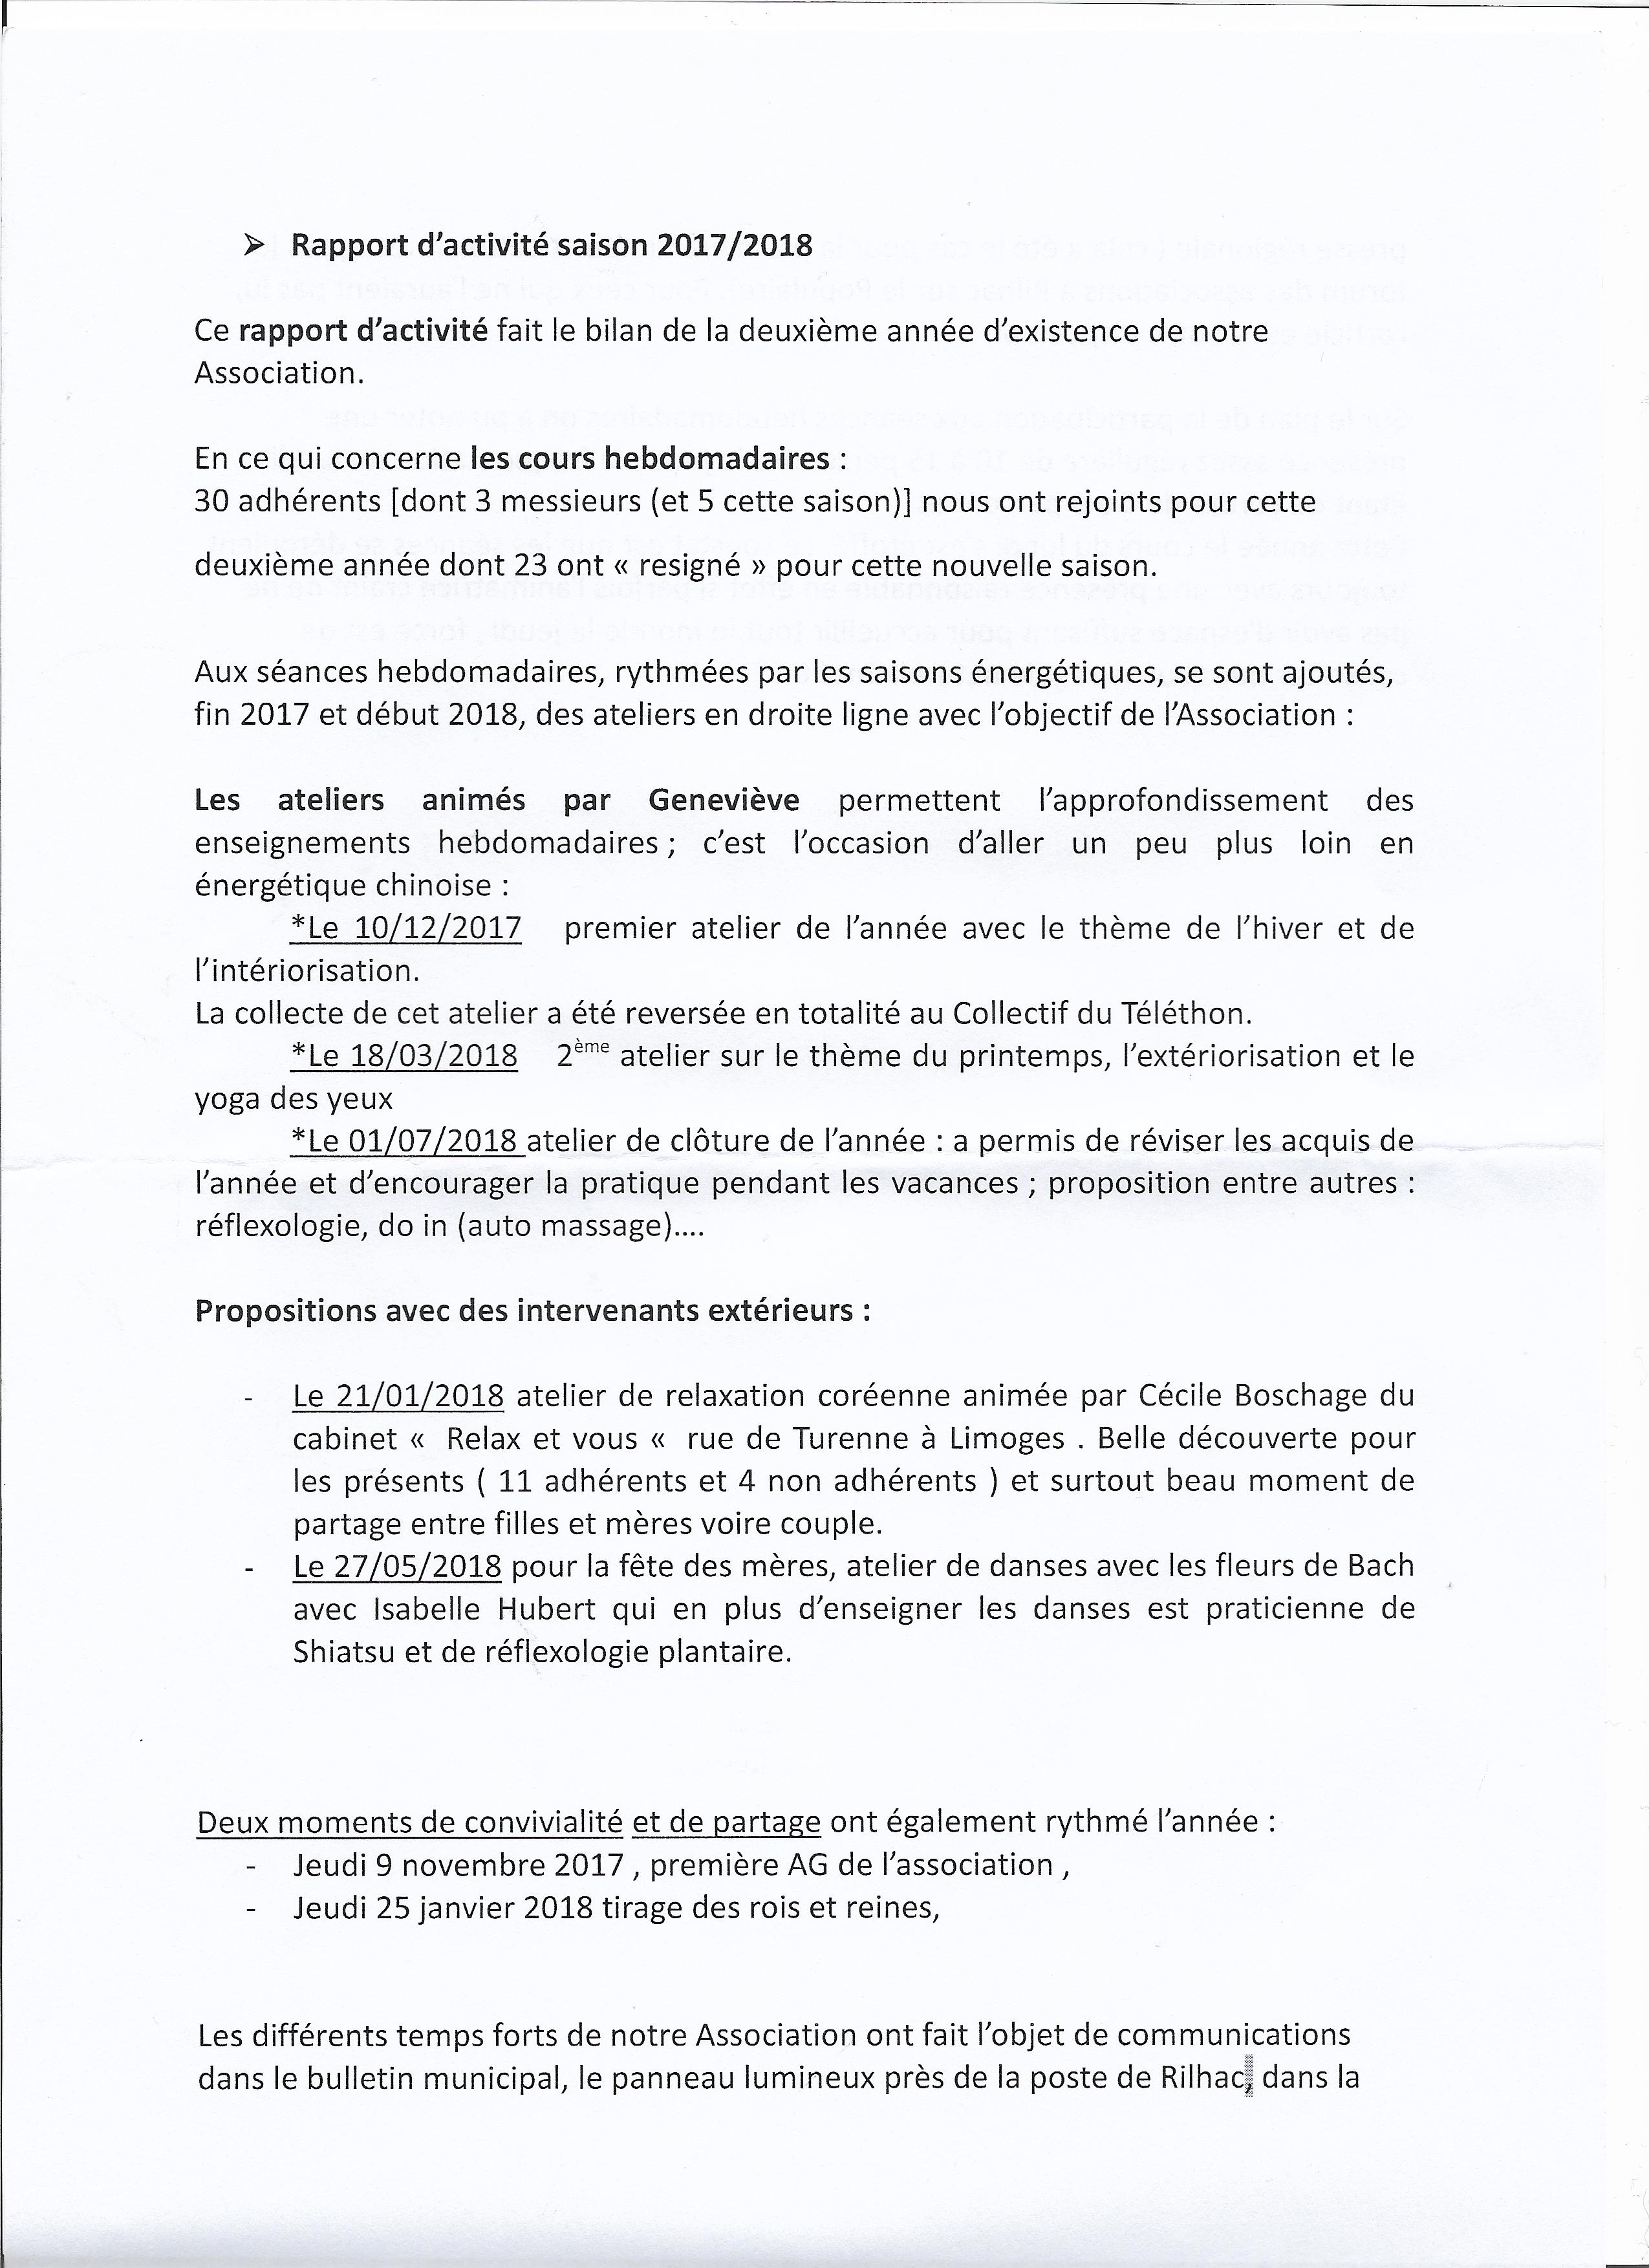 ➢ Rapport d’activité saison 2017/2018
Ce rapport d’activité fait le bilan de la deuxième année d’existence de notre
Association.
En ce qui concerne les cours hebdomadaires :
30 adhérents [dont 3 messieurs (et 5 cette saison)] nous ont rejoints pour cette
deuxième année dont 23 ont « resigné » pour cette nouvelle saison.
Aux séances hebdomadaires, rythmées par les saisons énergétiques, se sont ajoutés,
fin 2017 et début 2018, des ateliers en droite ligne avec l’objectif de l’Association :
Les ateliers animés par Geneviève permettent l’approfondissement des
enseignements hebdomadaires ; c’est l’occasion d’aller un peu plus loin en
énergétique chinoise :
*Le 10/12/2017 premier atelier de l’année avec le thème de l’hiver et de
l’intériorisation.
La collecte de cet atelier a été reversée en totalité au Collectif du Téléthon.
*Le 18/03/2018 2ème atelier sur le thème du printemps, l’extériorisation et le
yoga des yeux
*Le 01/07/2018 atelier de clôture de l’année : a permis de réviser les acquis de
l’année et d’encourager la pratique pendant les vacances ; proposition entre autres :
réflexologie, do in (auto massage)....
Propositions avec des intervenants extérieurs :
- Le 21/01/2018 atelier de relaxation coréenne animée par Cécile Boschage du
cabinet « Relax et vous « rue de Turenne à Limoges . Belle découverte pour
les présents ( 11 adhérents et 4 non adhérents ) et surtout beau moment de
partage entre filles et mères voire couple.
- Le 27/05/2018 pour la fête des mères, atelier de danses avec les fleurs de Bach
avec Isabelle Hubert qui en plus d’enseigner les danses est praticienne de
Shiatsu et de réflexologie plantaire.
Deux moments de convivialité et de partage ont également rythmé l’année :
- Jeudi 9 novembre 2017 , première AG de l’association ,
- Jeudi 25 janvier 2018 tirage des rois et reines,
Les différents temps forts de notre Association ont fait l’objet de communications
dans le bulletin municipal, le panneau lumineux près de la poste de Rilhac, dans la